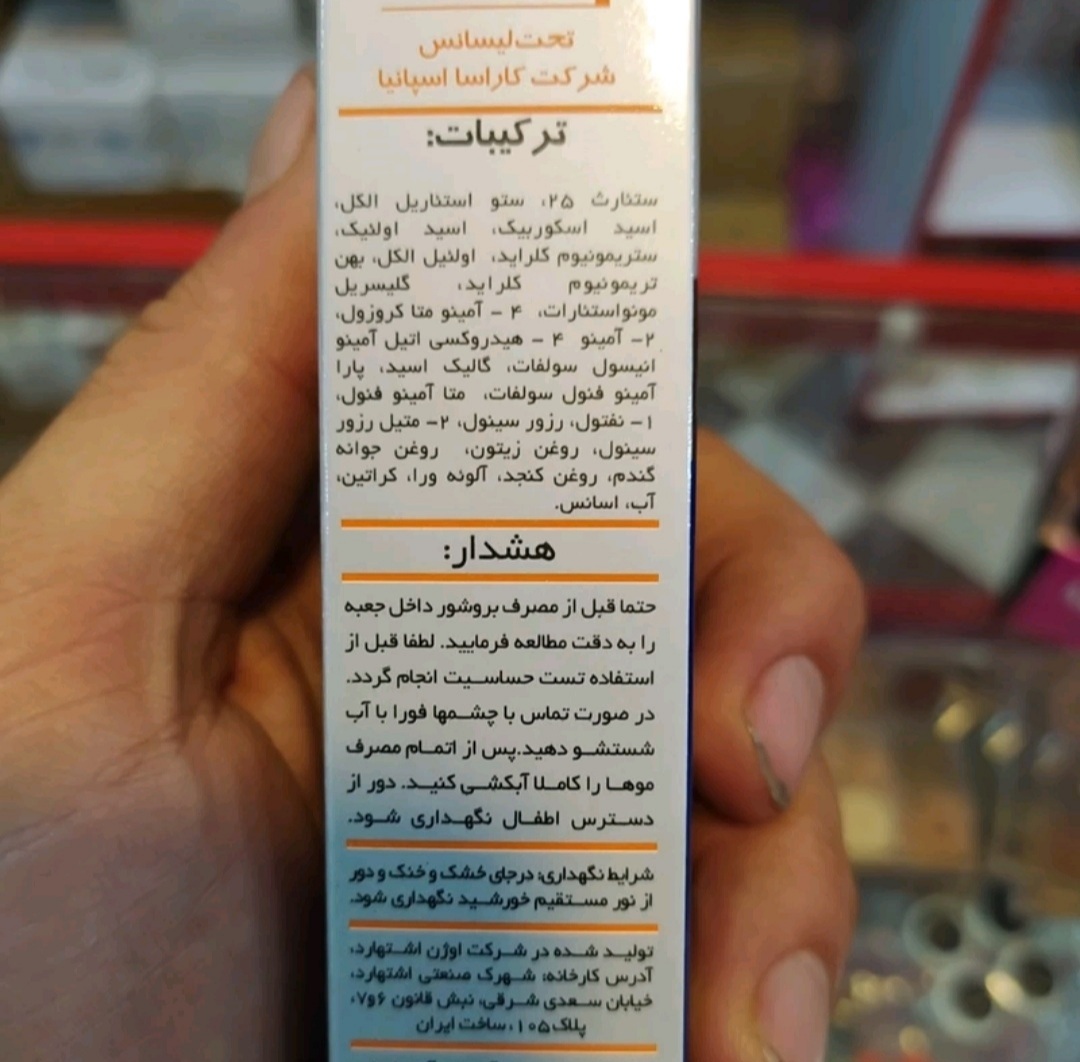 تحت‌لیسانس
شرکت کاراسا اسپانیا
ترکیبات:
ستئارث ۲۵، ستو استئاریل الکل،
اسید اسکوربیک، اسید اولئیک،
ستریمونیوم کلراید، اولئیل الکل، بهن
تریمونیوم کلراید، گلیسریل
مونواستئارات، ۴ – آمینو متا کروزول،
۲– آمینو ۴ – هیدروکسی اتیل آمینو
انیسول سولفات، گالیک اسید، پارا
آمینو فنول سولفات، متا آمینو فنول،
۱– نفتول، رزور سینول، ۲– متیل رزور
سینول، روغن زیتون، روغن جوانه
گندم، روغن کنجد، آلوئه ورا، کراتین،
آب، اسانس.
هشدار:
حتما قبل از مصرف بروشور داخل جعبه
را به دقت مطالعه فرمایید. لطفا قبل از
استفاده تست حساسیت انجام گردد.
در صورت تماس با چشمها فورا با آب
شستشو دهید.پس از اتمام مصرف
موها را کاملا آبکشی کنید. دور از
دسترس اطفال نگهداری شود.
شرایط نگهداری: درجای خشک و خنک و دور
از نور مستقیم خورشید نگهداری شود.
تولید شده در شرکت اوژن اشتهارد،
آدرس کارخانه: شهرک صنعتی اشتهارد،
خیابان سعدی شرقی، نبش قانون ۶و۷،
پلاک۱۰۵، ساخت ایران